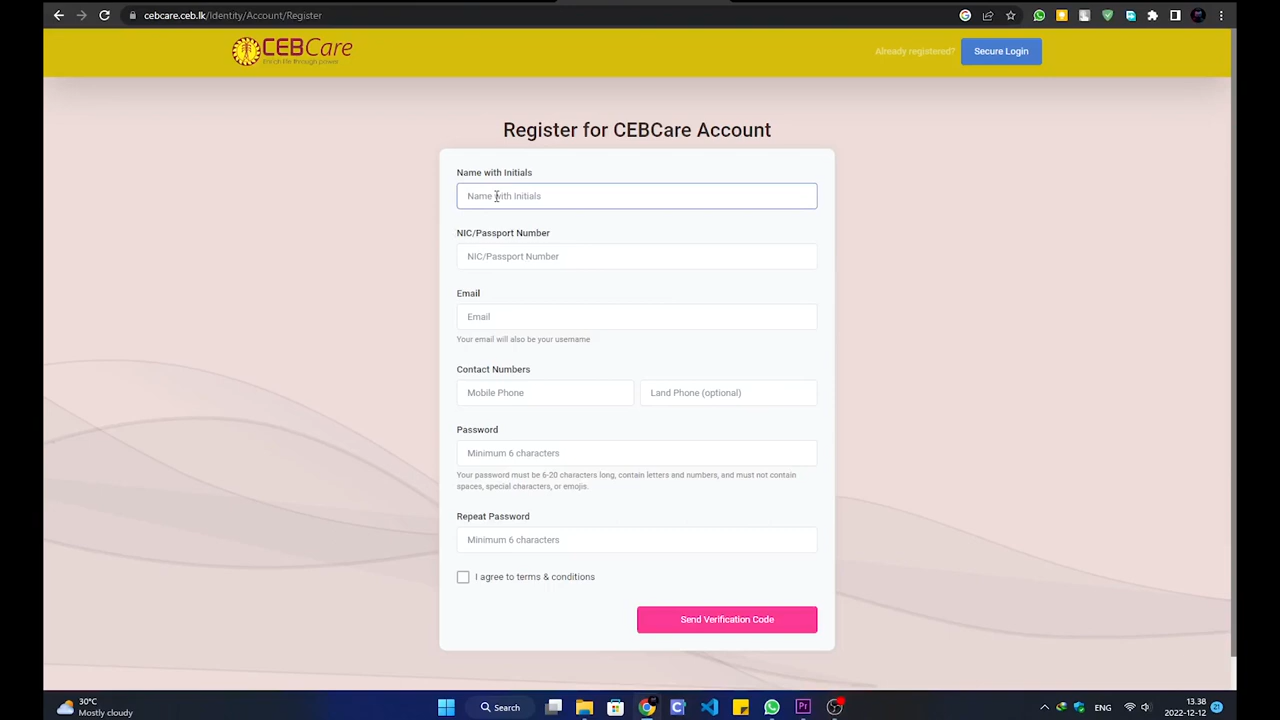 cebcare.ceb.lk/Identity/Account/Register
CEBCare
Enrich life through power
Already registered?
Secure Login
Register for CEBCare Account
Name with Initials
Name with Initials
NIC/Passport Number
NIC/Passport Number
Email
Email
Your email will also be your username
Contact Numbers
Mobile Phone
Land Phone (optional)
Password
Minimum 6 characters
Your password must be 6-20 characters long, contain letters and numbers, and must not contain
spaces, special characters, or emojis.
Repeat Password
Minimum 6 characters
I agree to terms & conditions
Send Verification Code
30°C
Mostly cloudy
Search
Pr
ENG
13.38
2022-12-12
21